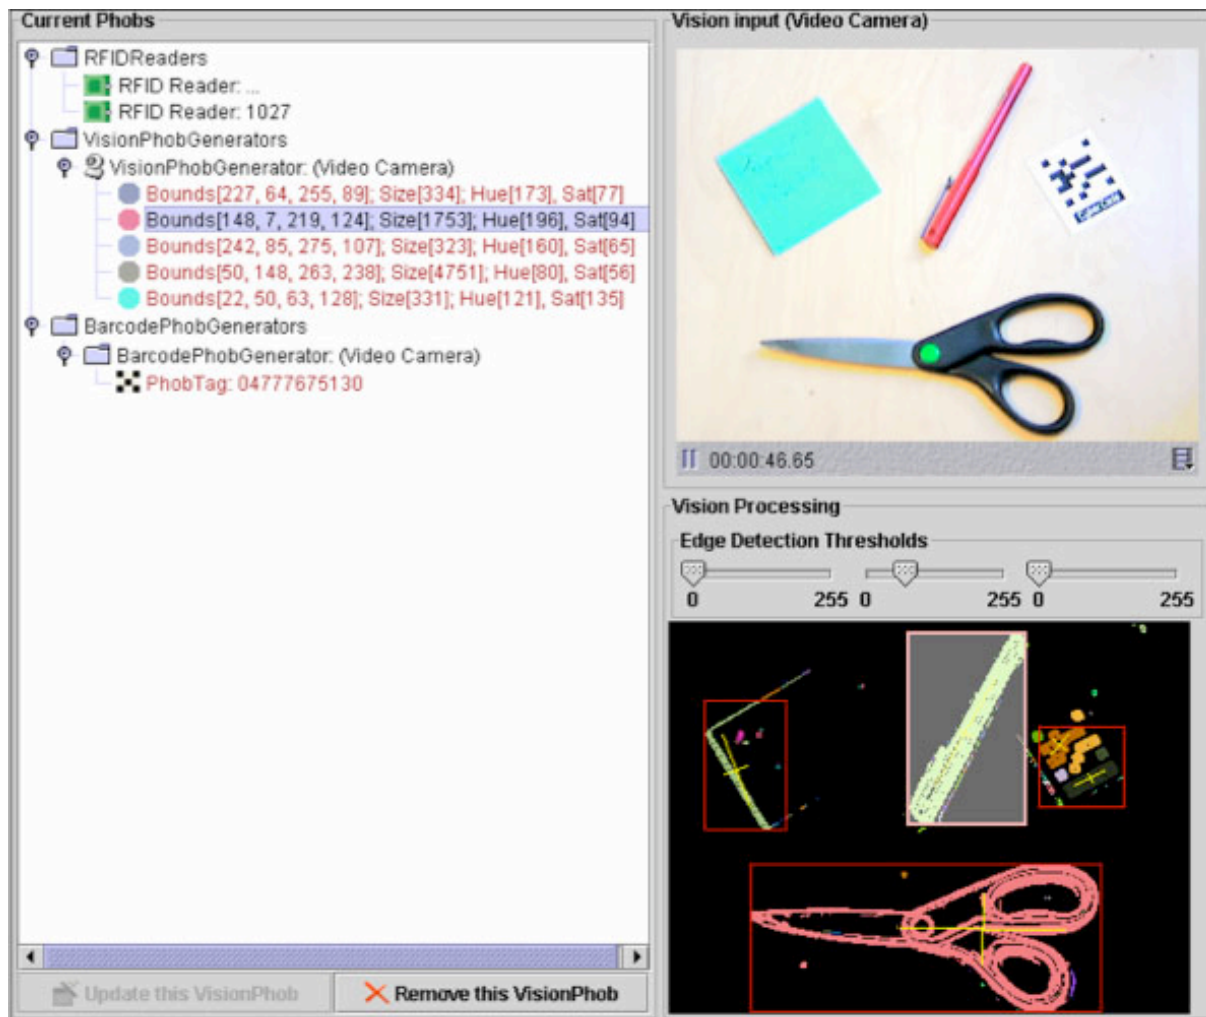 Current Phobs
RFIDReaders
RFID Reader: ...
RFID Reader: 1027
VisionPhobGenerators
VisionPhobGenerator: (Video Camera)
Bounds[227, 64, 255, 89]; Size[334]; Hue[173], Sat[77]
Bounds[148, 7, 219, 124]; Size[1753]; Hue[196], Sat[94]
Bounds[242, 85, 275, 107]; Size[323]; Hue[160], Sat[65]
Bounds[50, 148, 263, 238]; Size[4751]; Hue[80], Sat[56]
Bounds[22, 50, 63, 128]; Size[331]; Hue[121], Sat[135]
BarcodePhobGenerators
BarcodePhobGenerator: (Video Camera)
PhobTag: 04777675130
Update this VisionPhob
Remove this VisionPhob
Vision input (Video Camera)
CyberCode
00:00:46.65
Vision Processing
Edge Detection Thresholds
0 255 0 255 0 255